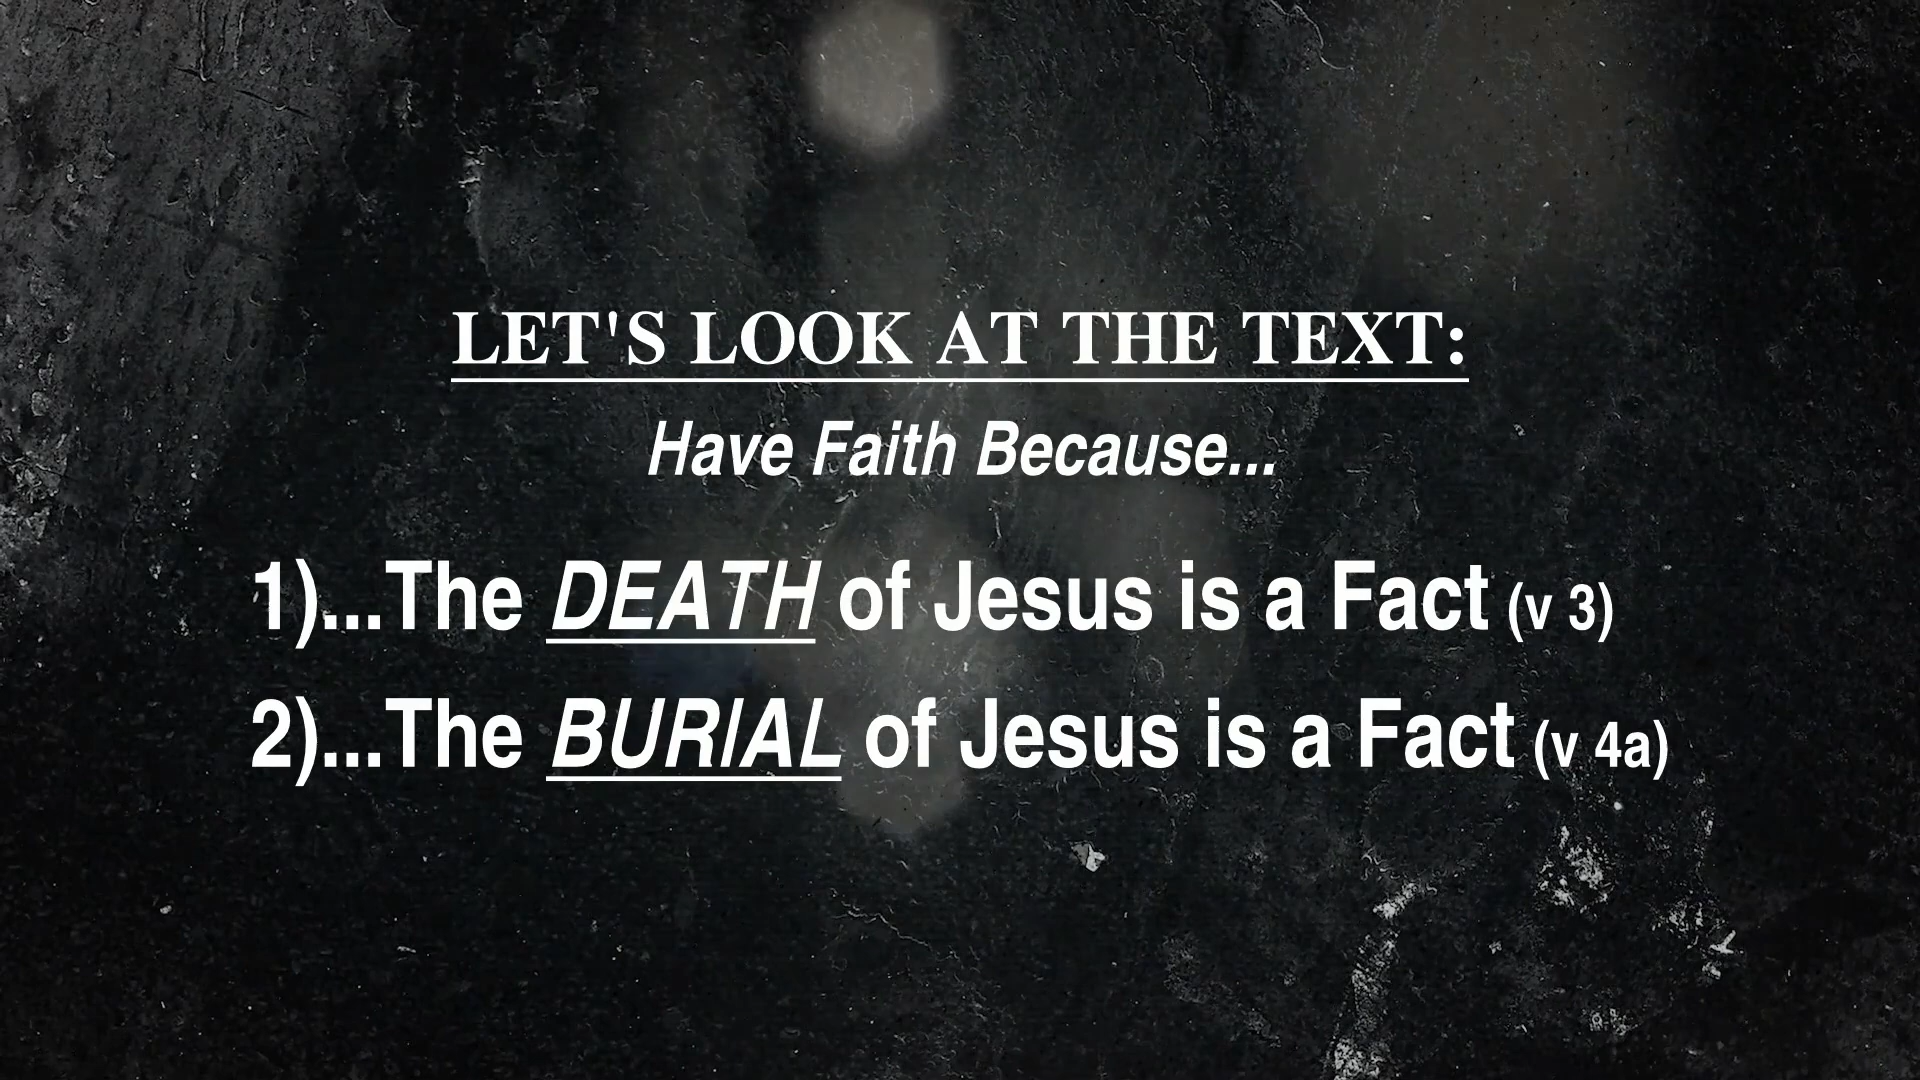 LET'S LOOK AT THE TEXT:
Have Faith Because...
1)...The DEATH of Jesus is a Fact (v 3)
2)...The BURIAL of Jesus is a Fact (v 4a)